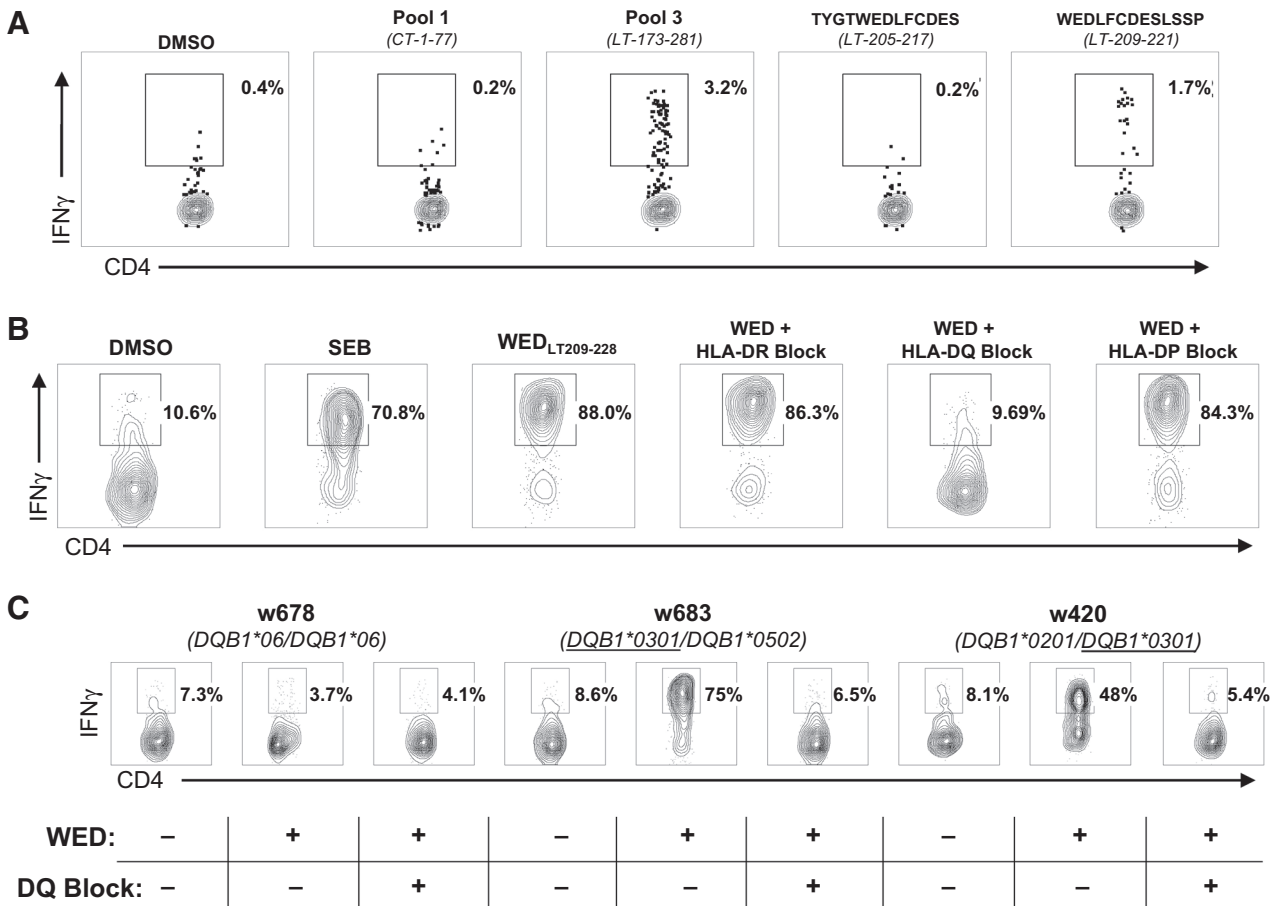 A
DMSO
Pool 1
(CT-1-77)
Pool 3
(LT-173-281)
TYGTWEDLFCDES
(LT-205-217)
WEDLFCDESLSSP
(LT-209-221)
0.4%
0.2%
3.2%
0.2%
1.7%
IFNγ
CD4
B
DMSO
SEB
WEDLT209-228
WED +
HLA-DR Block
WED +
HLA-DQ Block
WED +
HLA-DP Block
10.6%
70.8%
88.0%
86.3%
9.69%
84.3%
IFNγ
CD4
C
w678
(DQB1*06/DQB1*06)
w683
(DQB1*0301/DQB1*0502)
w420
(DQB1*0201/DQB1*0301)
7.3%
3.7%
4.1%
8.6%
75%
6.5%
8.1%
48%
5.4%
IFNγ
CD4
WED: – + + – + + – + +
DQ Block: – – + – – + – – +